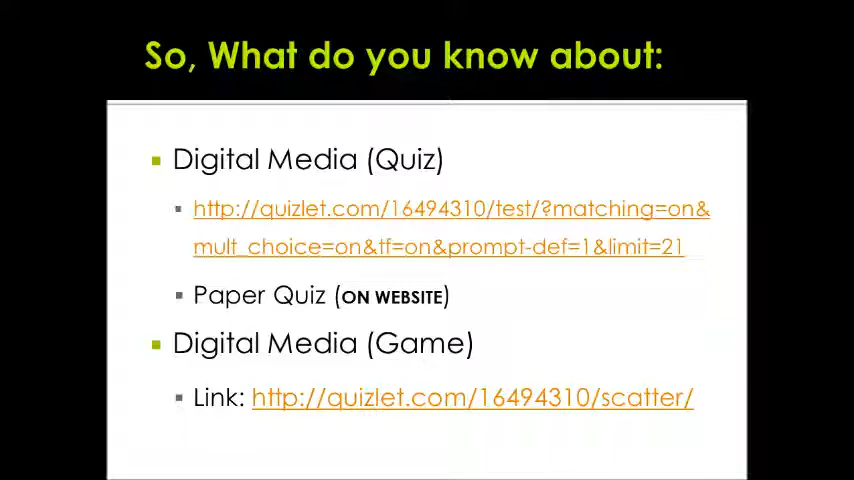 So, What do you know about:
Digital Media (Quiz)
http://quizlet.com/16494310/test/?matching=on&
mult_choice=on&tf=on&prompt-def=1&limit=21
Paper Quiz (ON WEBSITE)
Digital Media (Game)
Link: http://quizlet.com/16494310/scatter/